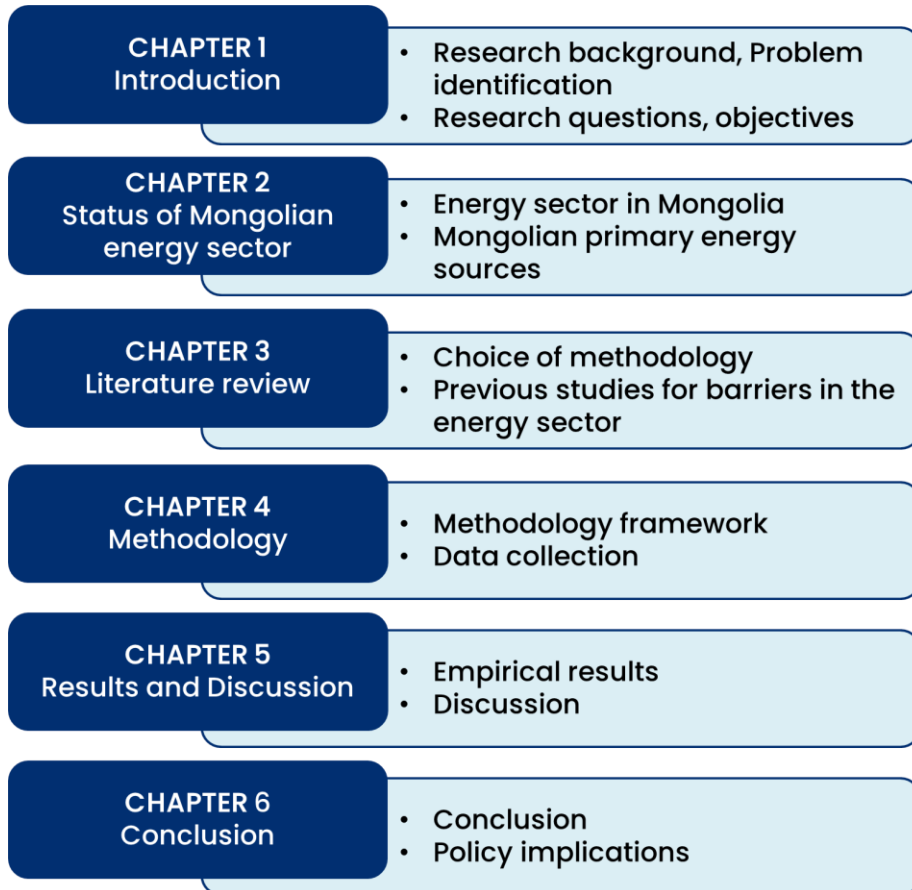 CHAPTER 1
Introduction
• Research background, Problem
identification
• Research questions, objectives
CHAPTER 2
Status of Mongolian
energy sector
• Energy sector in Mongolia
• Mongolian primary energy
sources
CHAPTER 3
Literature review
• Choice of methodology
• Previous studies for barriers in the
energy sector
CHAPTER 4
Methodology
• Methodology framework
• Data collection
CHAPTER 5
Results and Discussion
• Empirical results
• Discussion
CHAPTER 6
Conclusion
• Conclusion
• Policy implications